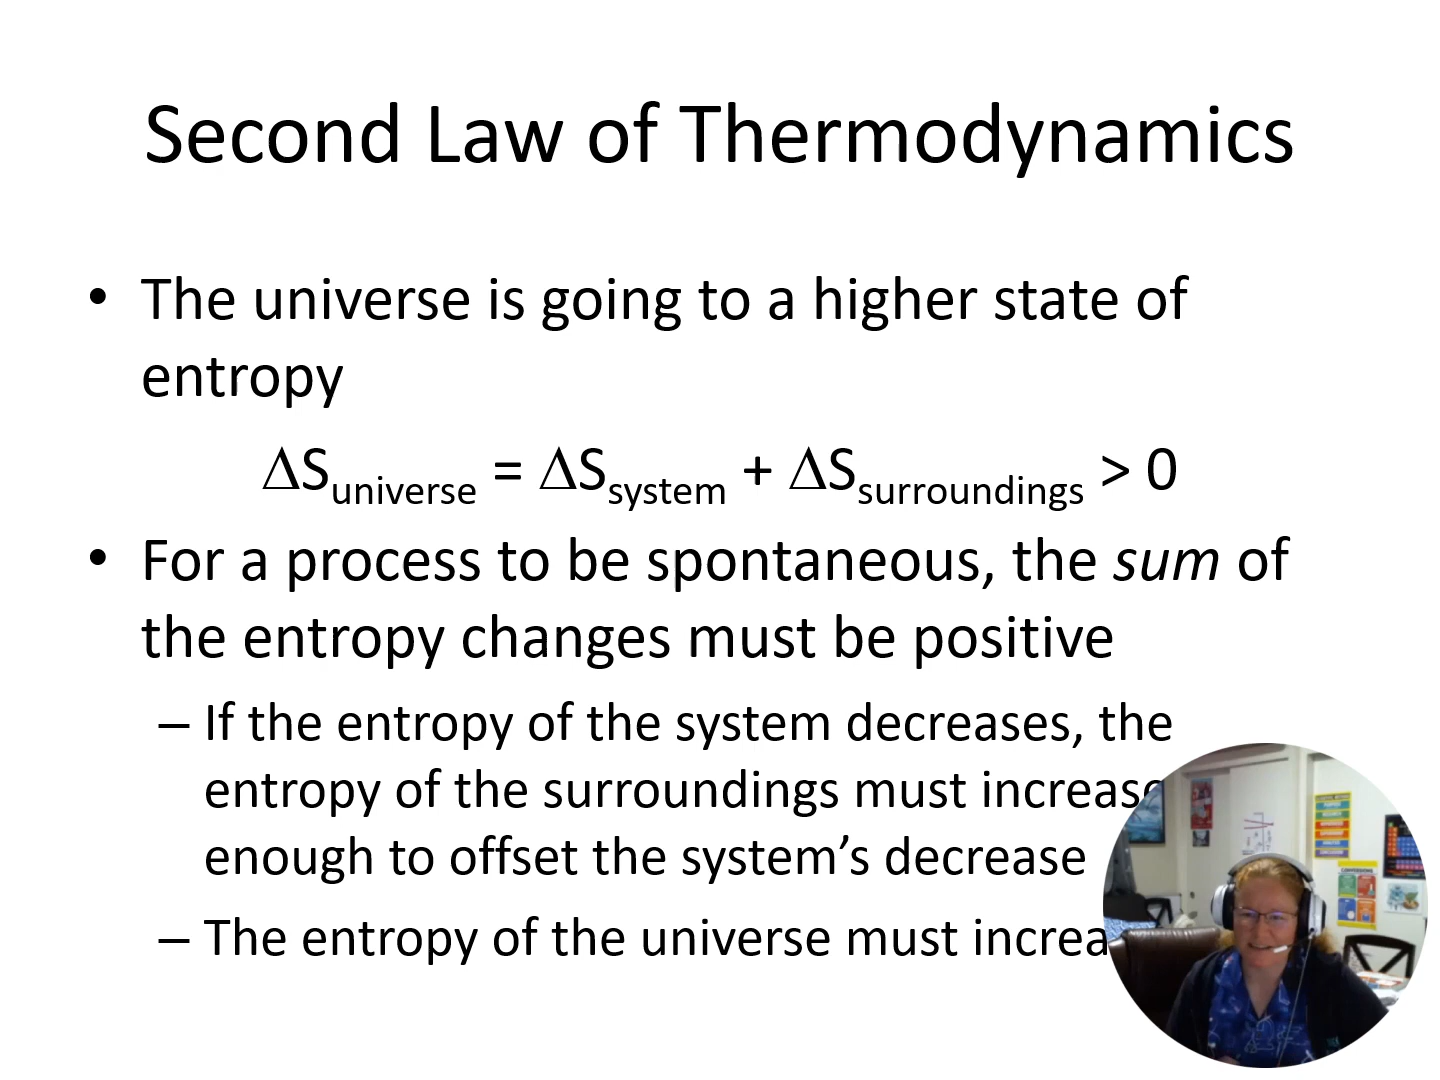 Second Law of Thermodynamics
• The universe is going to a higher state of
entropy
ΔSuniverse = ΔSsystem + ΔSsurroundings > 0
• For a process to be spontaneous, the sum of
the entropy changes must be positive
– If the entropy of the system decreases, the
entropy of the surroundings must increase
enough to offset the system’s decrease
– The entropy of the universe must increa